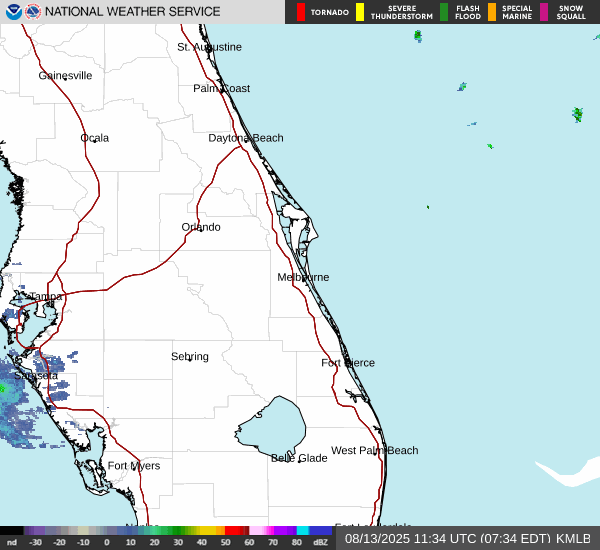 NATIONAL WEATHER SERVICE
TORNADO
SEVERE THUNDERSTORM
FLASH FLOOD
SPECIAL MARINE
SNOW SQUALL
St. Augustine
Gainesville
Palm Coast
Ocala
Daytona Beach
Orlando
Melbourne
Tampa
Sebring
Fort Pierce
Sarasota
West Palm Beach
Belle Glade
Fort Myers
Naples
Fort Lauderdale
nd -30 -20 -10 0 10 20 30 40 50 60 70 80 dBZ
08/13/2025 11:34 UTC (07:34 EDT) KMLB